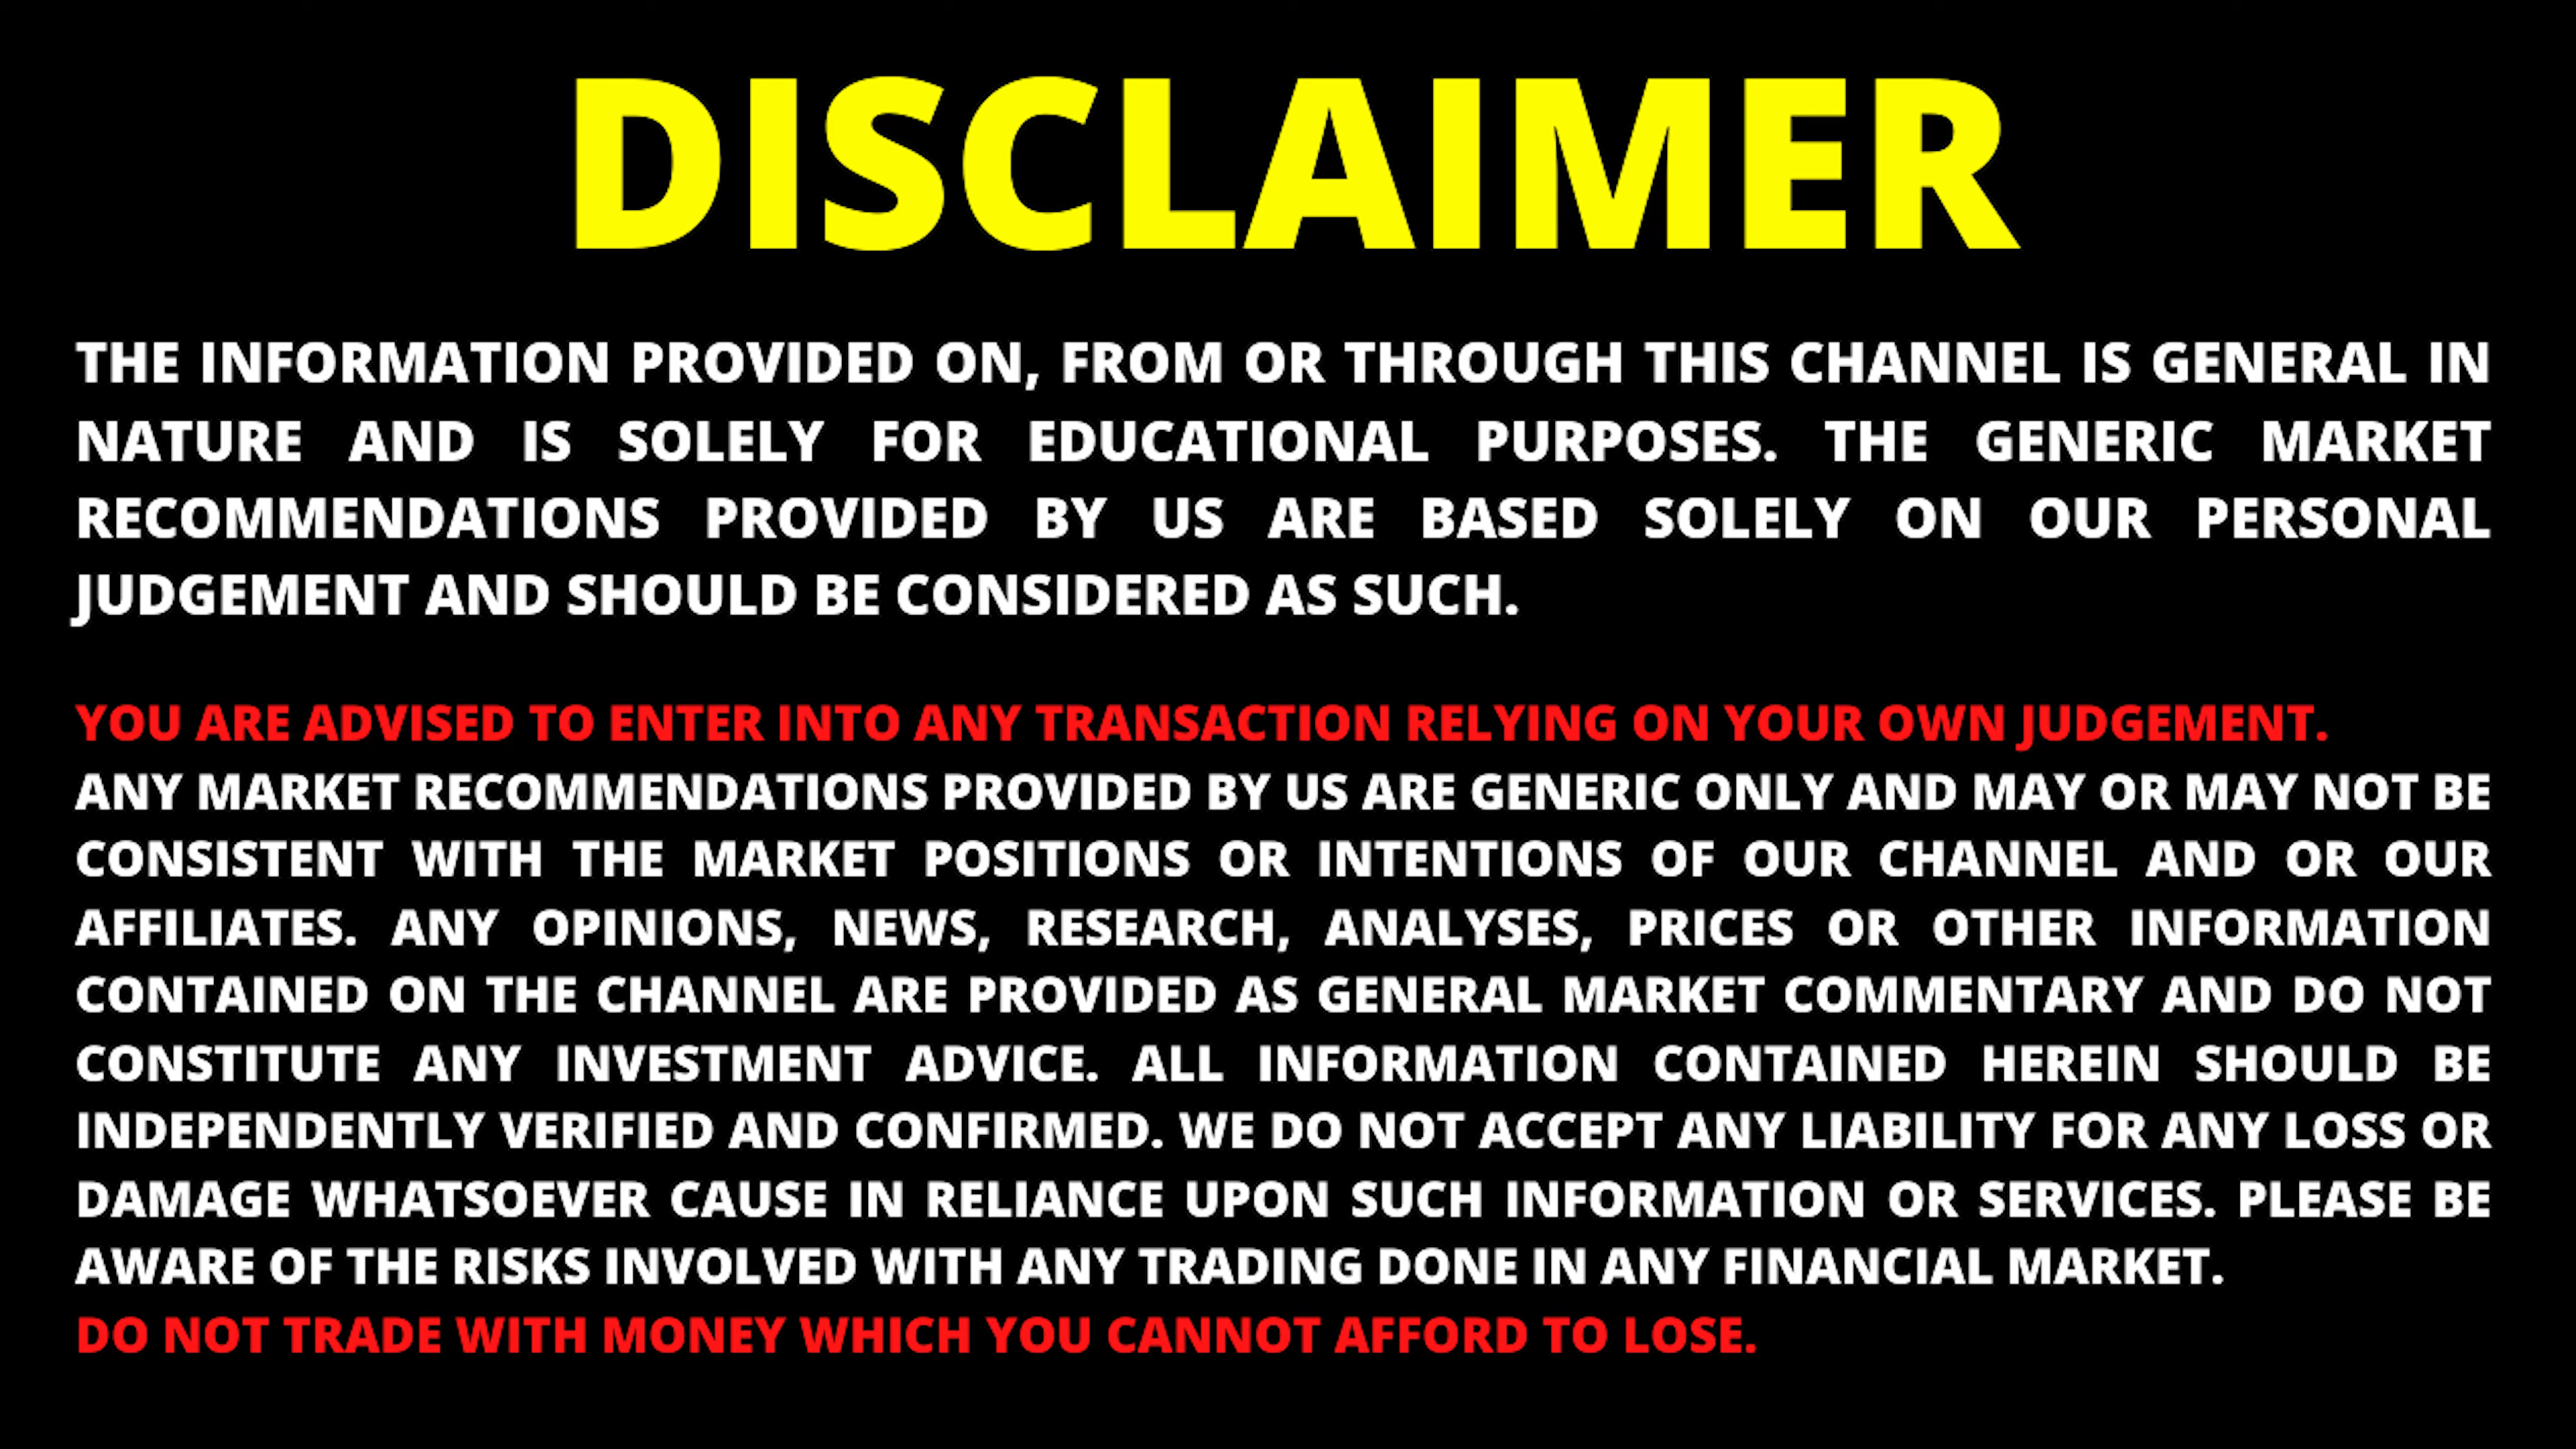 DISCLAIMER
THE INFORMATION PROVIDED ON, FROM OR THROUGH THIS CHANNEL IS GENERAL IN
NATURE AND IS SOLELY FOR EDUCATIONAL PURPOSES. THE GENERIC MARKET
RECOMMENDATIONS PROVIDED BY US ARE BASED SOLELY ON OUR PERSONAL
JUDGEMENT AND SHOULD BE CONSIDERED AS SUCH.
YOU ARE ADVISED TO ENTER INTO ANY TRANSACTION RELYING ON YOUR OWN JUDGEMENT.
ANY MARKET RECOMMENDATIONS PROVIDED BY US ARE GENERIC ONLY AND MAY OR MAY NOT BE
CONSISTENT WITH THE MARKET POSITIONS OR INTENTIONS OF OUR CHANNEL AND OR OUR
AFFILIATES. ANY OPINIONS, NEWS, RESEARCH, ANALYSES, PRICES OR OTHER INFORMATION
CONTAINED ON THE CHANNEL ARE PROVIDED AS GENERAL MARKET COMMENTARY AND DO NOT
CONSTITUTE ANY INVESTMENT ADVICE. ALL INFORMATION CONTAINED HEREIN SHOULD BE
INDEPENDENTLY VERIFIED AND CONFIRMED. WE DO NOT ACCEPT ANY LIABILITY FOR ANY LOSS OR
DAMAGE WHATSOEVER CAUSE IN RELIANCE UPON SUCH INFORMATION OR SERVICES. PLEASE BE
AWARE OF THE RISKS INVOLVED WITH ANY TRADING DONE IN ANY FINANCIAL MARKET.
DO NOT TRADE WITH MONEY WHICH YOU CANNOT AFFORD TO LOSE.